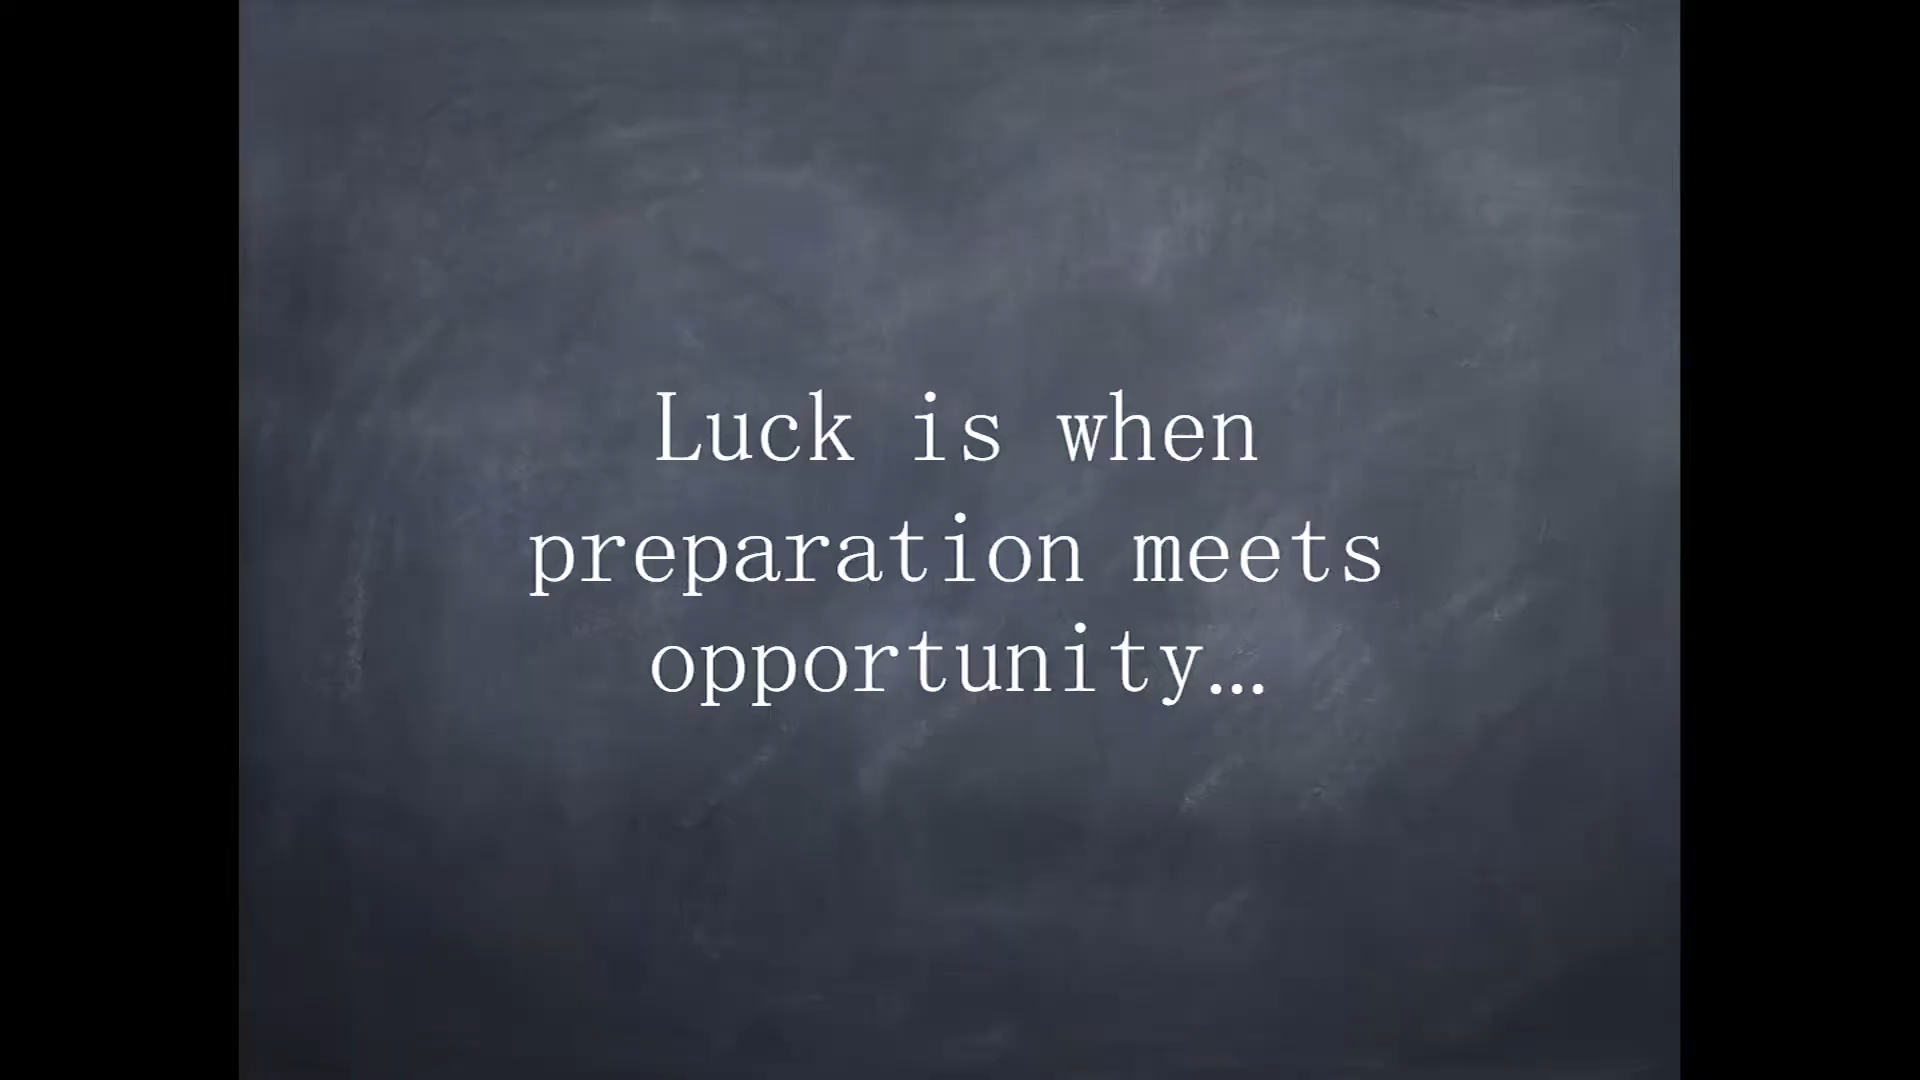 Luck is when
preparation meets
opportunity…